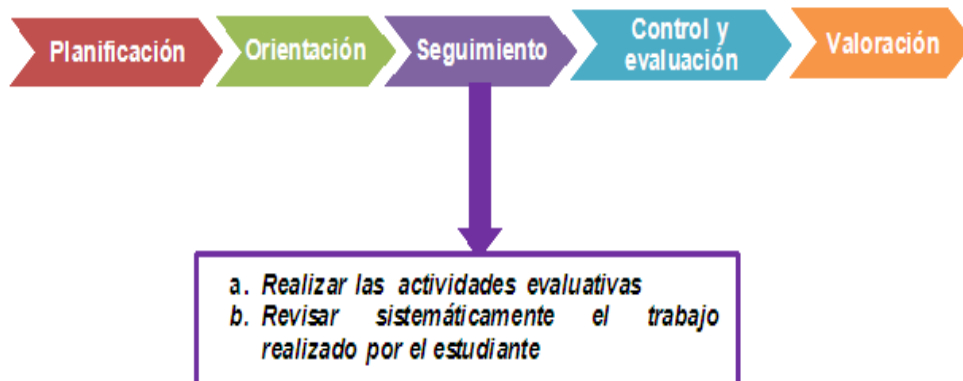 Planificación
Orientación
Seguimiento
Control y
evaluación
Valoración
a. Realizar las actividades evaluativas
b. Revisar sistemáticamente el trabajo
realizado por el estudiante